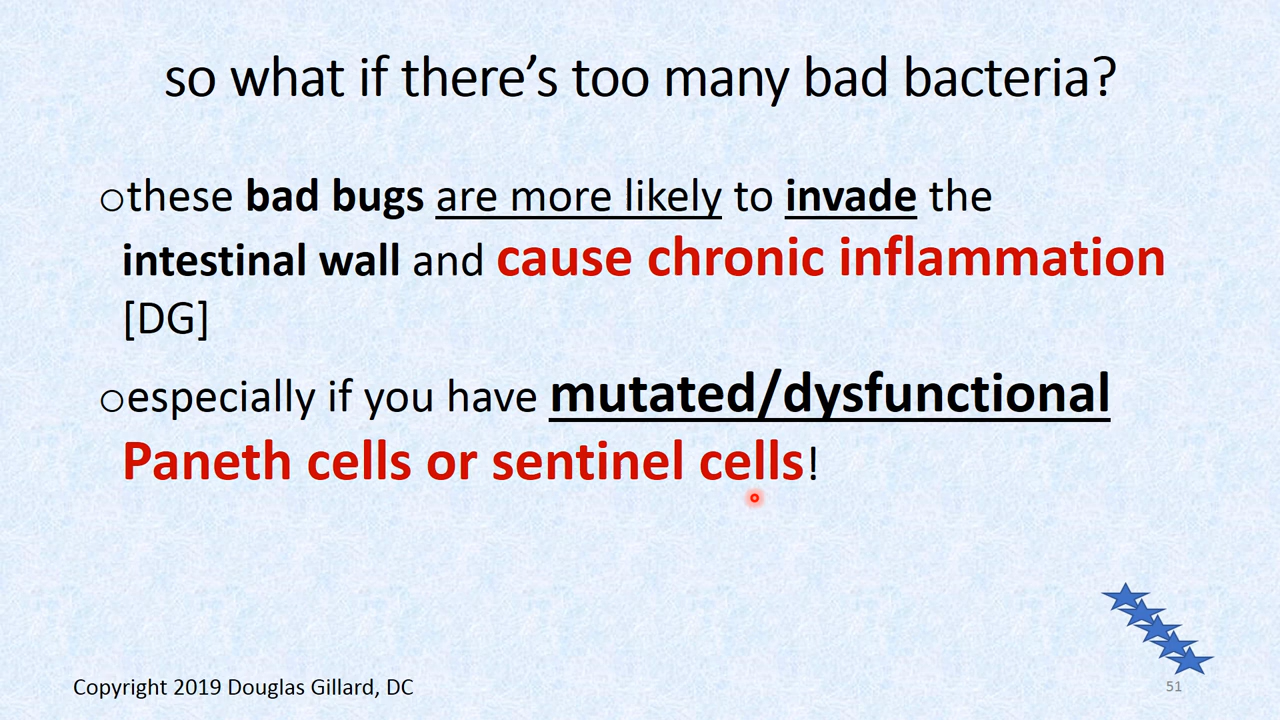 so what if there’s too many bad bacteria?
○these bad bugs are more likely to invade the
intestinal wall and cause chronic inflammation
[DG]
○especially if you have mutated/dysfunctional
Paneth cells or sentinel cells!
Copyright 2019 Douglas Gillard, DC
51